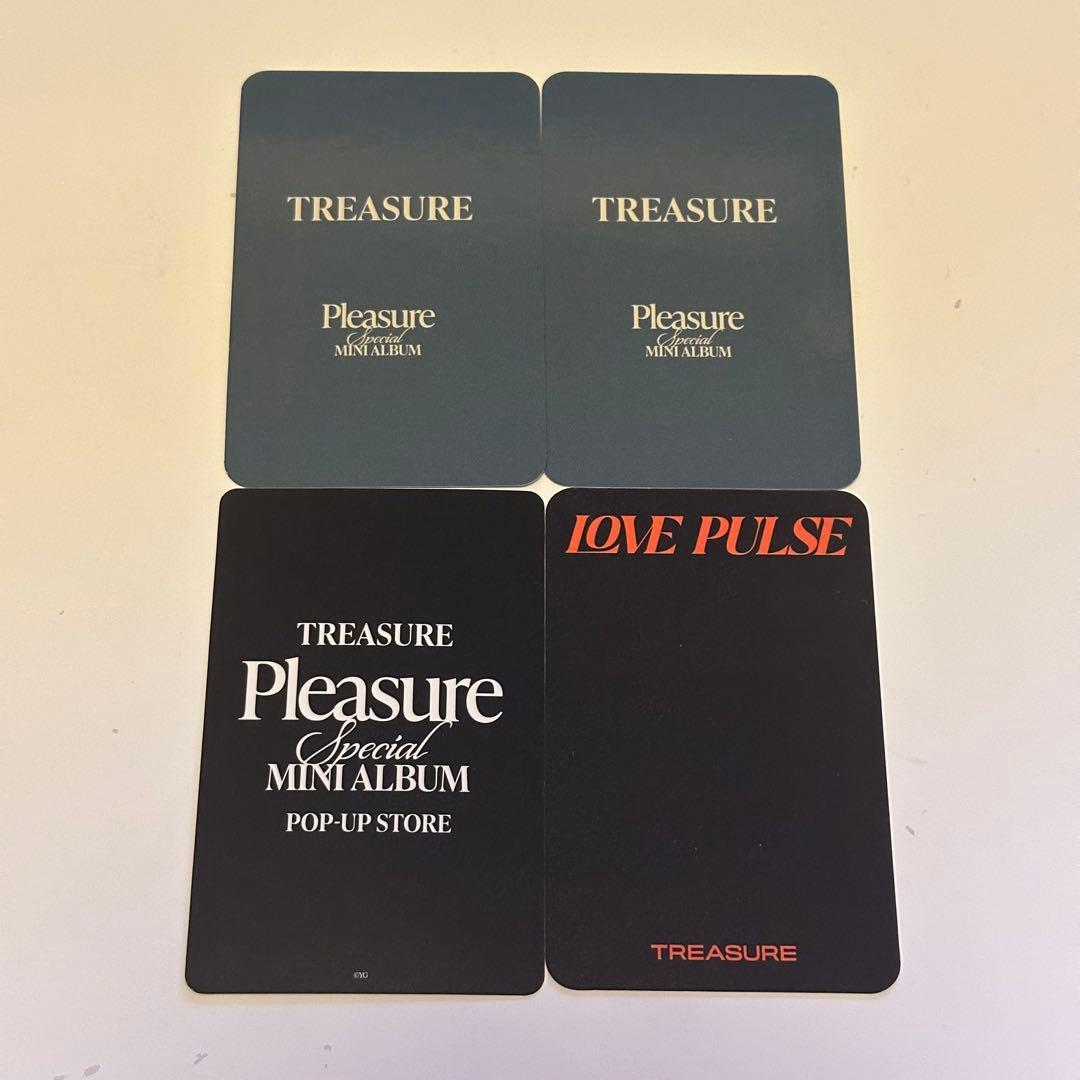 TREASURE
Pleasure
Special
MINI ALBUM
TREASURE
Pleasure
Special
MINI ALBUM
TREASURE
Pleasure
Special
MINI ALBUM
POP-UP STORE
©YG
LOVE PULSE
TREASURE